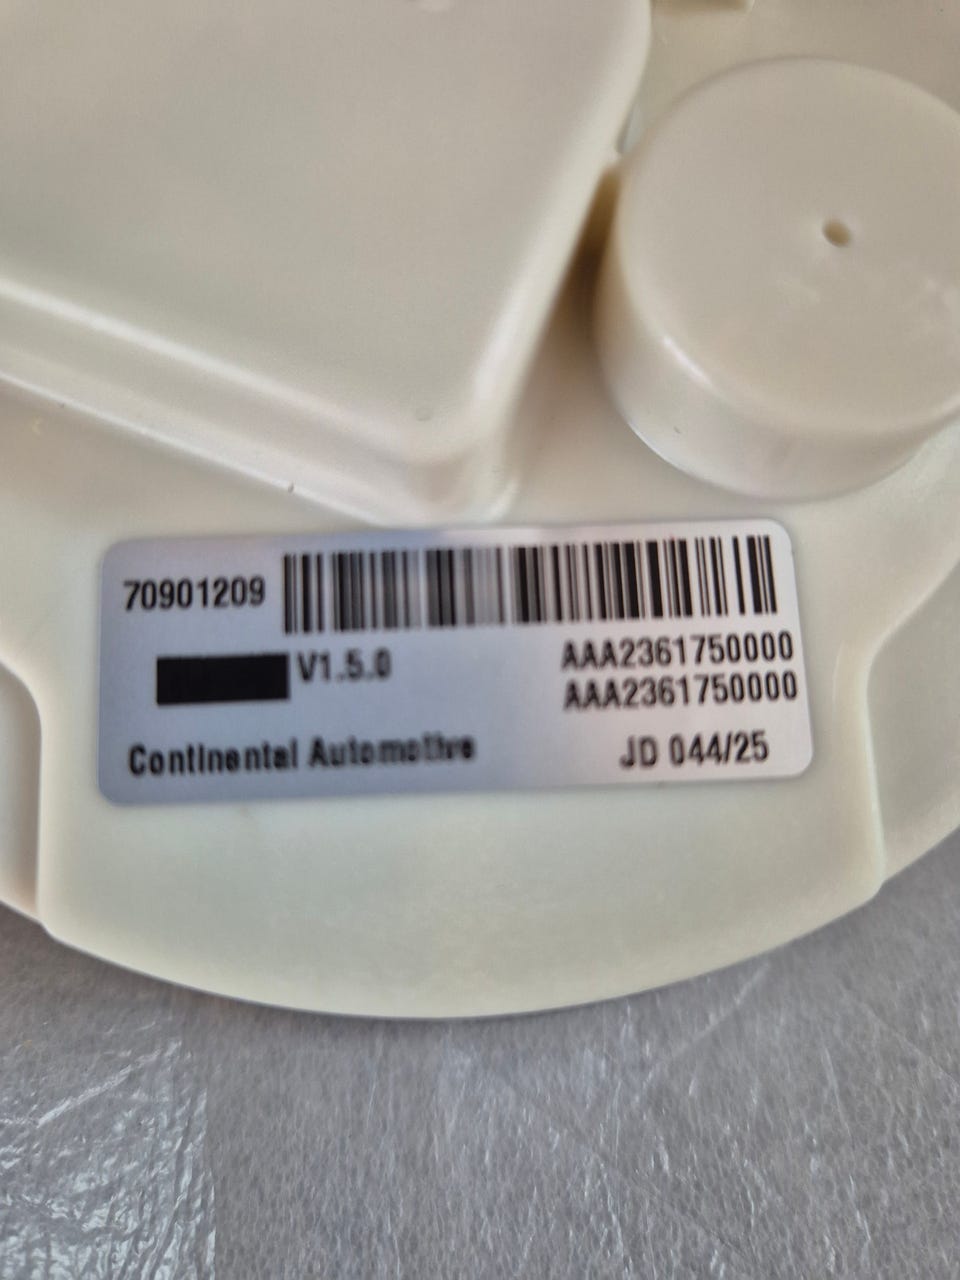 70901209
V1.5.0
AAA2361750000
AAA2361750000
Continental Automotive
JD 044/25